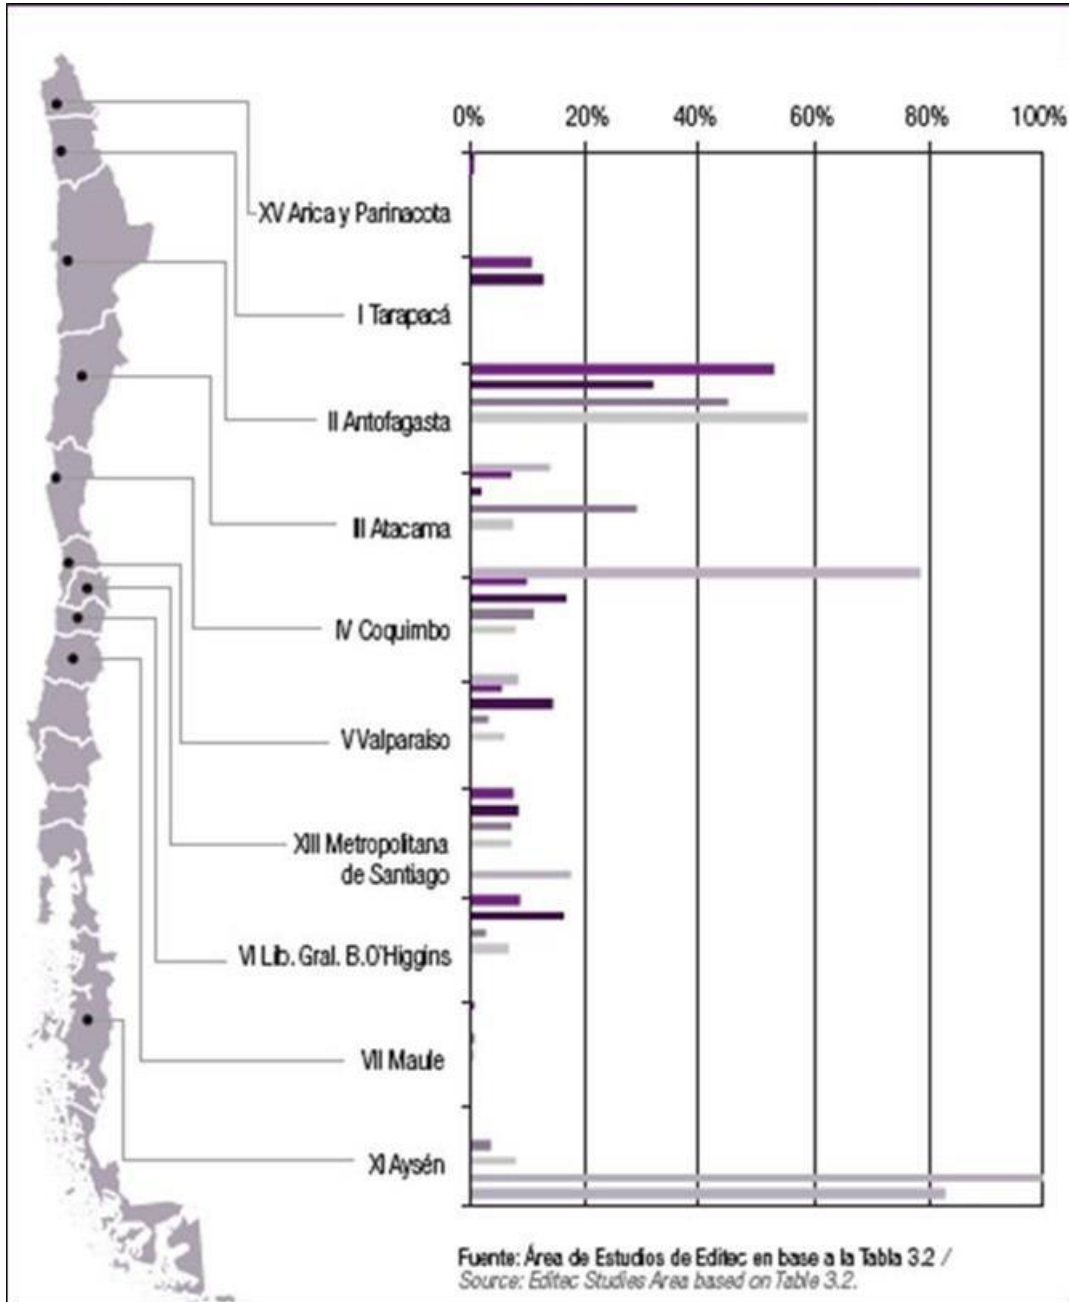 0% 20% 40% 60% 80% 100%
XV Arica y Parinacota
I Tarapacá
II Antofagasta
III Atacama
IV Coquimbo
V Valparaíso
XIII Metropolitana
de Santiago
VI Lib. Gral. B.O'Higgins
VII Maule
XI Aysén
Fuente: Área de Estudios de Editec en base a la Tabla 3.2 /
Source: Editec Studies Area based on Table 3.2.